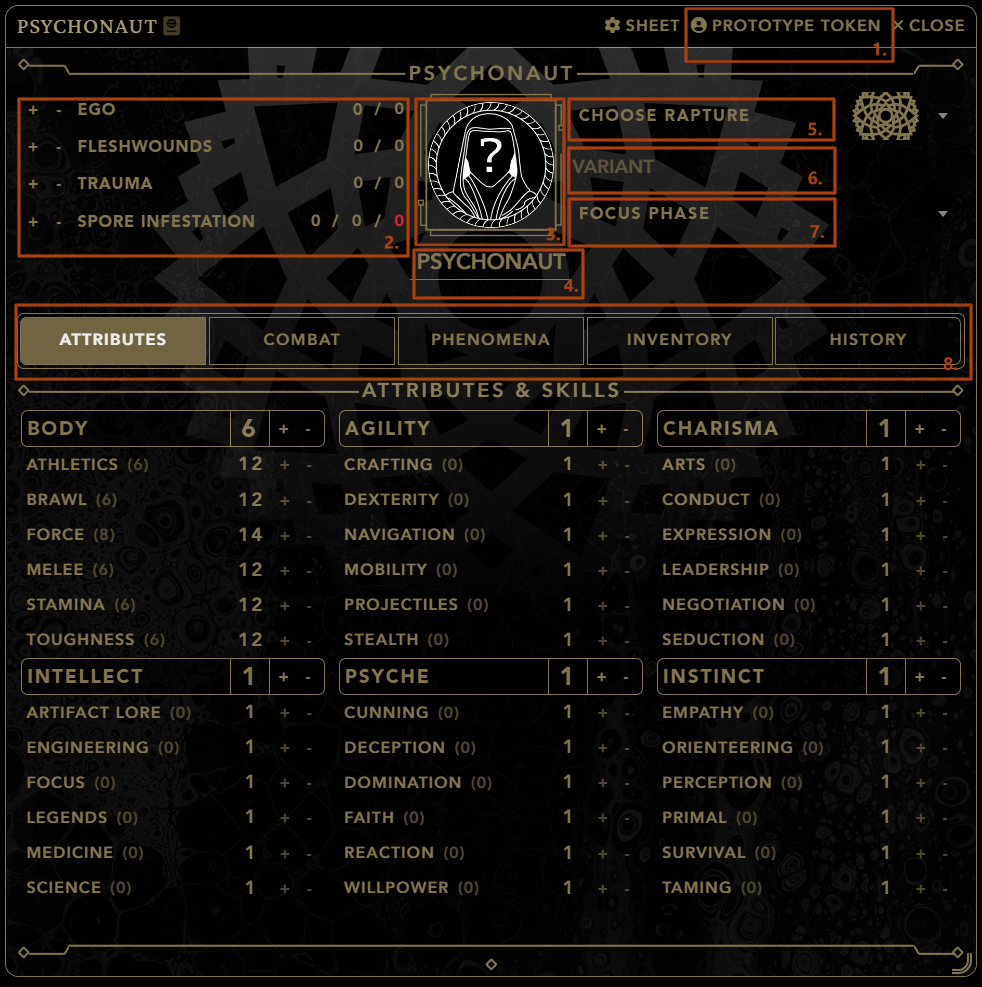 PSYCHONAUT SHEET PROTOTYPE TOKEN × CLOSE
1.
PSYCHONAUT
+ - EGO 0 / 0
+ - FLESHWOUNDS 0 / 0
+ - TRAUMA 0 / 0
+ - SPORE INFESTATION 0 / 0 / 0
2.
?
3.
PSYCHONAUT
4.
CHOOSE RAPTURE
5.
VARIANT
6.
FOCUS PHASE
7.
ATTRIBUTES COMBAT PHENOMENA INVENTORY HISTORY
8.
ATTRIBUTES & SKILLS
BODY 6 + - AGILITY 1 + - CHARISMA 1 + -
ATHLETICS (6) 12 + - CRAFTING (0) 1 + - ARTS (0) 1 + -
BRAWL (6) 12 + - DEXTERITY (0) 1 + - CONDUCT (0) 1 + -
FORCE (8) 14 + - NAVIGATION (0) 1 + - EXPRESSION (0) 1 + -
MELEE (6) 12 + - MOBILITY (0) 1 + - LEADERSHIP (0) 1 + -
STAMINA (6) 12 + - PROJECTILES (0) 1 + - NEGOTIATION (0) 1 + -
TOUGHNESS (6) 12 + - STEALTH (0) 1 + - SEDUCTION (0) 1 + -
INTELLECT 1 + - PSYCHE 1 + - INSTINCT 1 + -
ARTIFACT LORE (0) 1 + - CUNNING (0) 1 + - EMPATHY (0) 1 + -
ENGINEERING (0) 1 + - DECEPTION (0) 1 + - ORIENTEERING (0) 1 + -
FOCUS (0) 1 + - DOMINATION (0) 1 + - PERCEPTION (0) 1 + -
LEGENDS (0) 1 + - FAITH (0) 1 + - PRIMAL (0) 1 + -
MEDICINE (0) 1 + - REACTION (0) 1 + - SURVIVAL (0) 1 + -
SCIENCE (0) 1 + - WILLPOWER (0) 1 + - TAMING (0) 1 + -